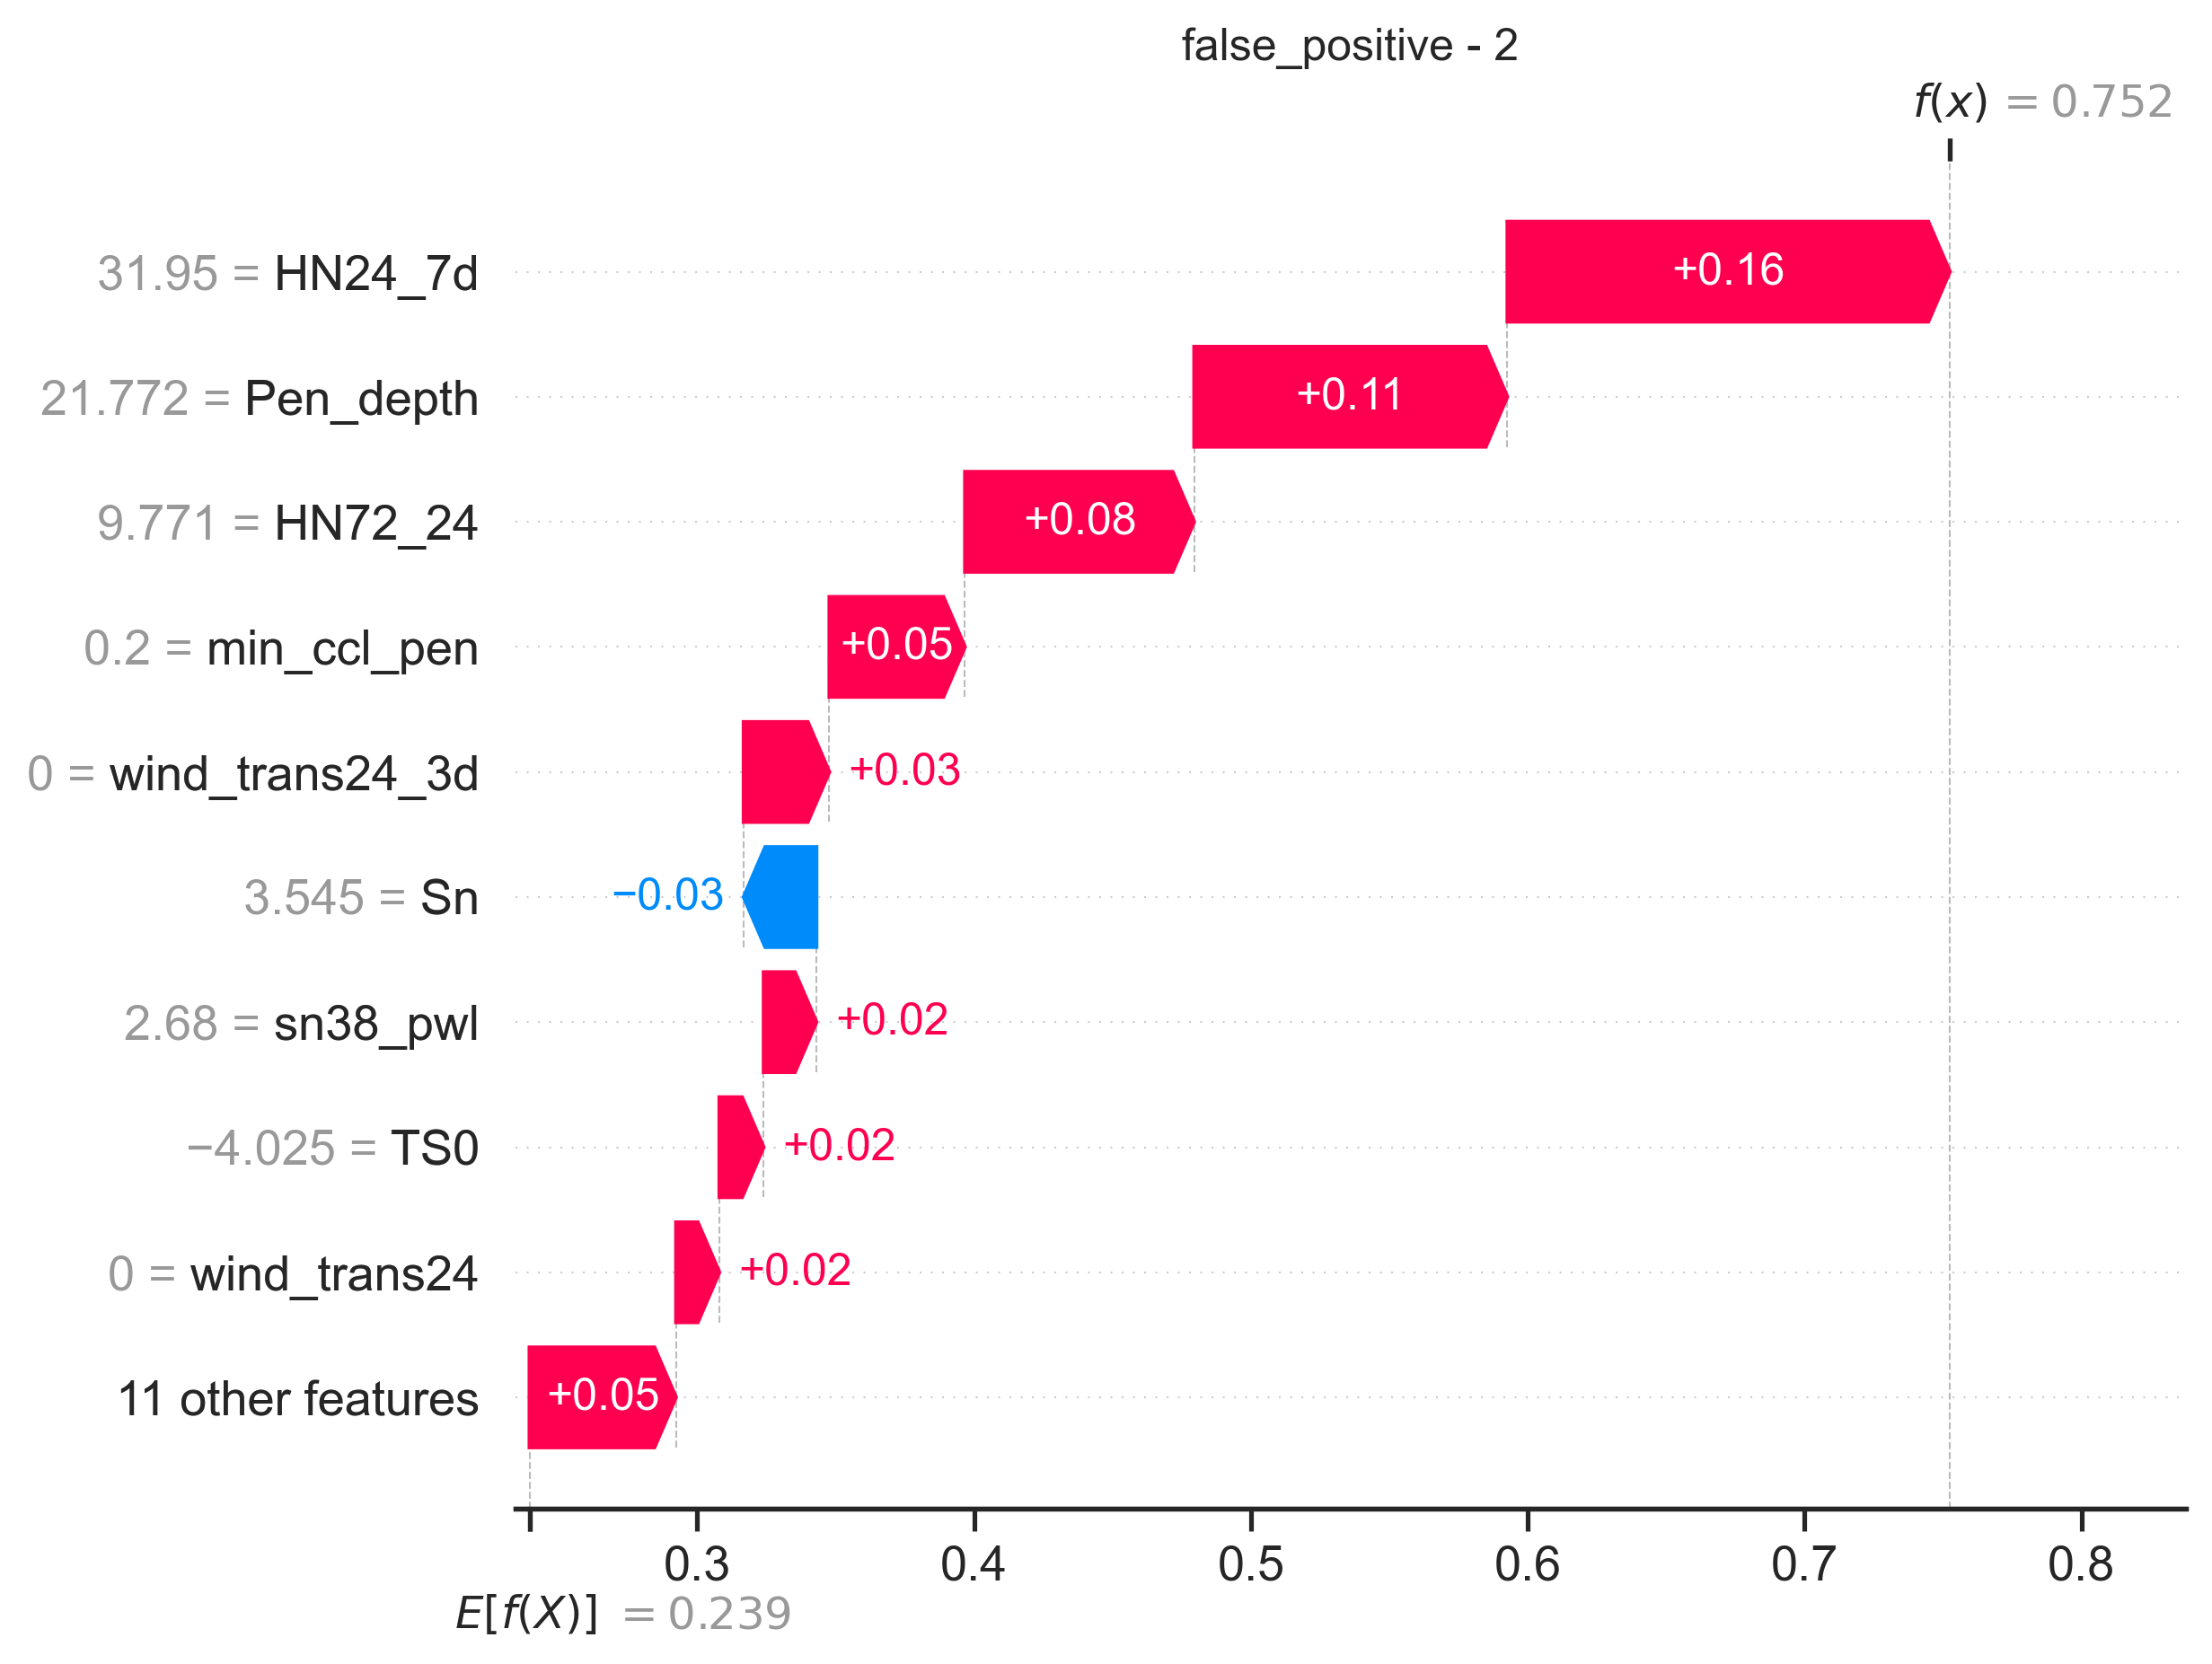 false_positive - 2
f(x) = 0.752
31.95 = HN24_7d
+0.16
21.772 = Pen_depth
+0.11
9.771 = HN72_24
+0.08
0.2 = min_ccl_pen
+0.05
0 = wind_trans24_3d
+0.03
3.545 = Sn
−0.03
2.68 = sn38_pwl
+0.02
−4.025 = TS0
+0.02
0 = wind_trans24
+0.02
11 other features
+0.05
0.3 0.4 0.5 0.6 0.7 0.8
E[f(X)] = 0.239